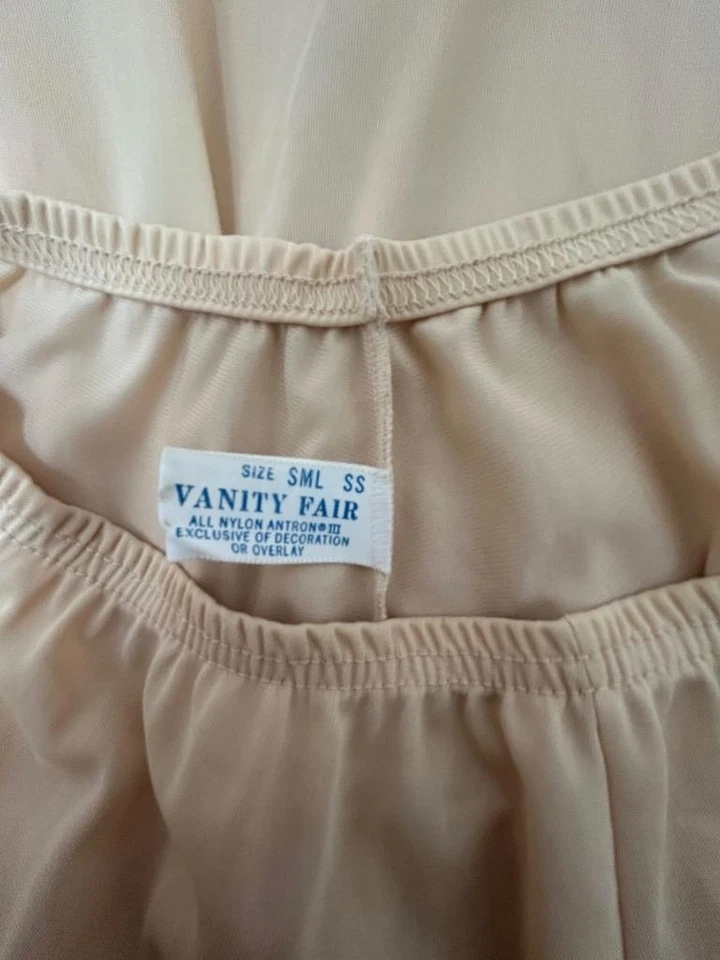 SIZE SML SS
VANITY FAIR
ALL NYLON ANTRON®III
EXCLUSIVE OF DECORATION
OR OVERLAY